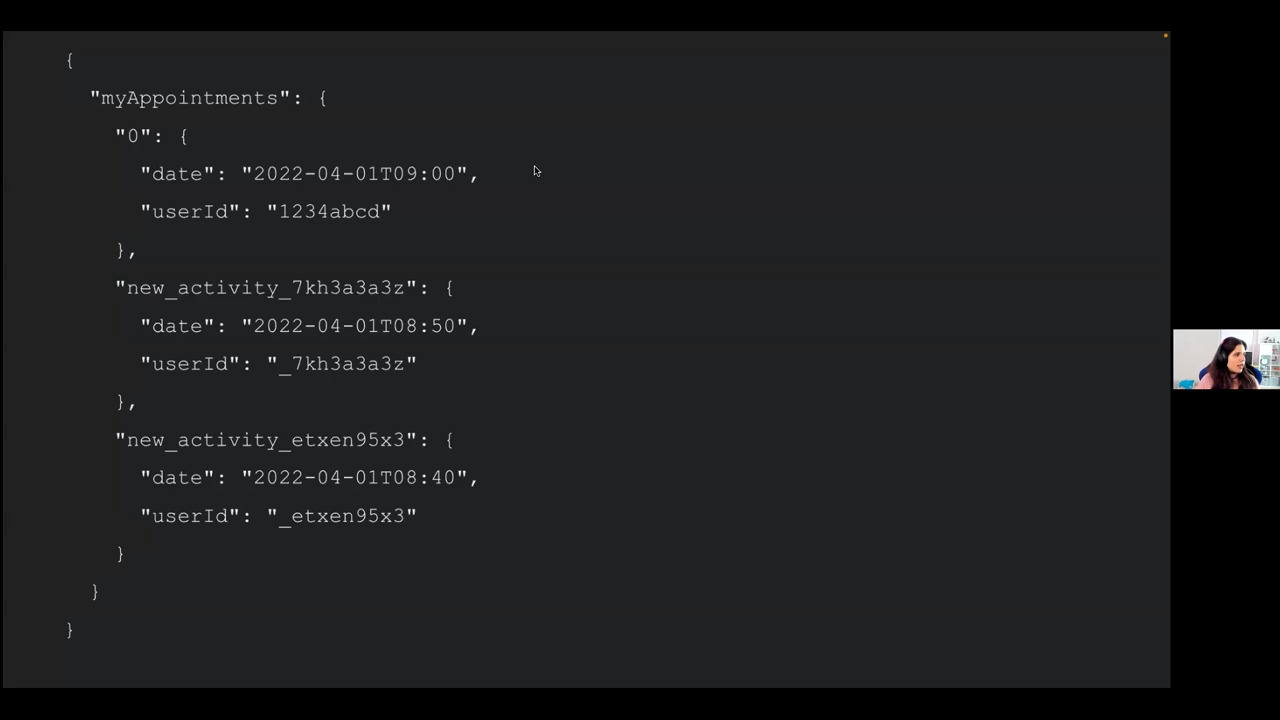 {
"myAppointments": {
"0": {
"date": "2022-04-01T09:00",
"userId": "1234abcd"
},
"new_activity_7kh3a3a3z": {
"date": "2022-04-01T08:50",
"userId": "_7kh3a3a3z"
},
"new_activity_etxen95x3": {
"date": "2022-04-01T08:40",
"userId": "_etxen95x3"
}
}
}